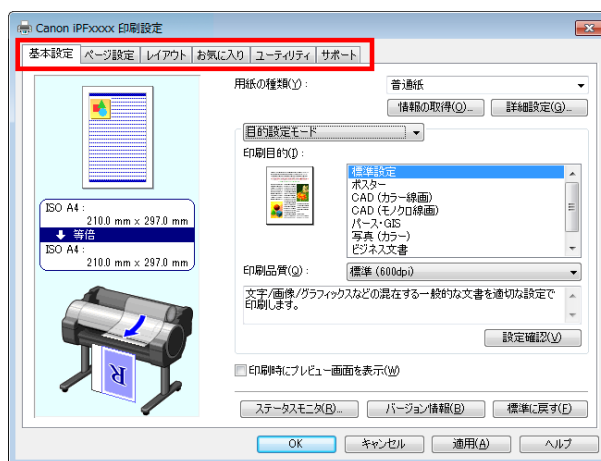 Canon iPFxxxx 印刷設定
基本設定 ページ設定 レイアウト お気に入り ユーティリティ サポート
用紙の種類(Y): 普通紙
情報の取得(O)... 詳細設定(G)...
目的設定モード
印刷目的(I):
標準設定
ポスター
CAD (カラー線画)
CAD (モノクロ線画)
パース・GIS
写真 (カラー)
ビジネス文書
ISO A4 :
210.0 mm x 297.0 mm
等倍
ISO A4 :
210.0 mm x 297.0 mm
印刷品質(Q): 標準 (600dpi)
文字/画像/グラフィックスなどの混在する一般的な文書を適切な設定で
印刷します。
設定確認(V)
印刷時にプレビュー画面を表示(W)
R
ステータスモニタ(R)... バージョン情報(B) 標準に戻す(F)
OK キャンセル 適用(A) ヘルプ